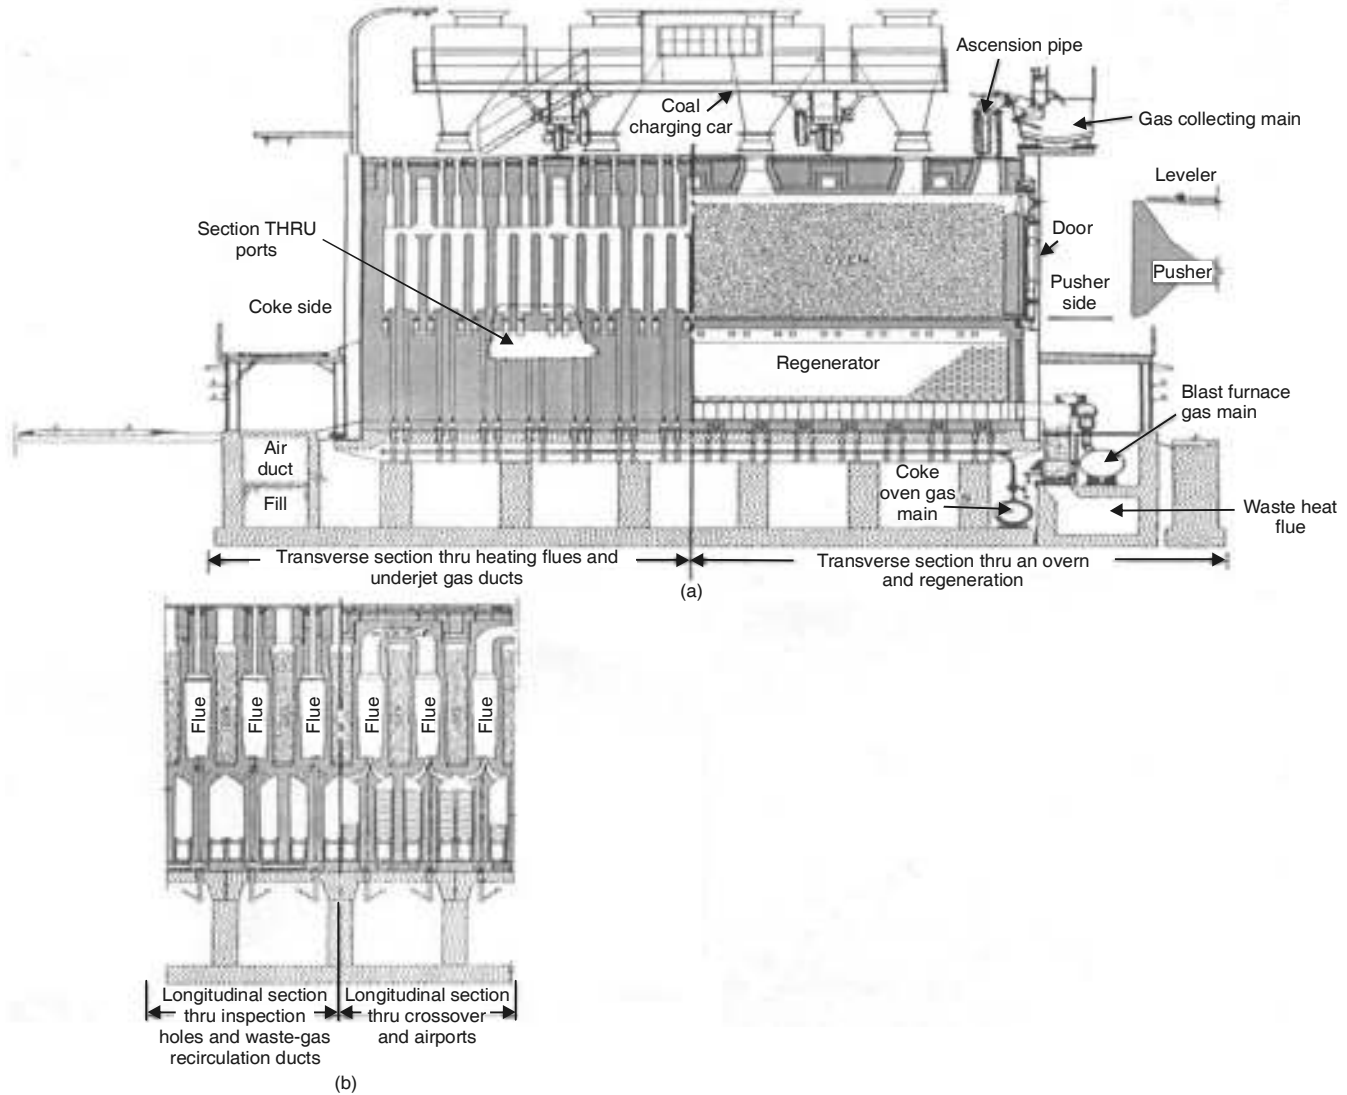 Ascension pipe
Coal
charging car
Gas collecting main
Leveler
Section THRU
ports
Door
OVEN
Pusher
Coke side
Pusher
side
Regenerator
Blast furnace
gas main
Air
duct
Coke
oven gas
main
Fill
Waste heat
flue
Transverse section thru heating flues and
underjet gas ducts
Transverse section thru an overn
and regeneration
(a)
Flue
Flue
Flue
Flue
Flue
Flue
Longitudinal section
thru inspection
holes and waste-gas
recirculation ducts
Longitudinal section
thru crossover
and airports
(b)